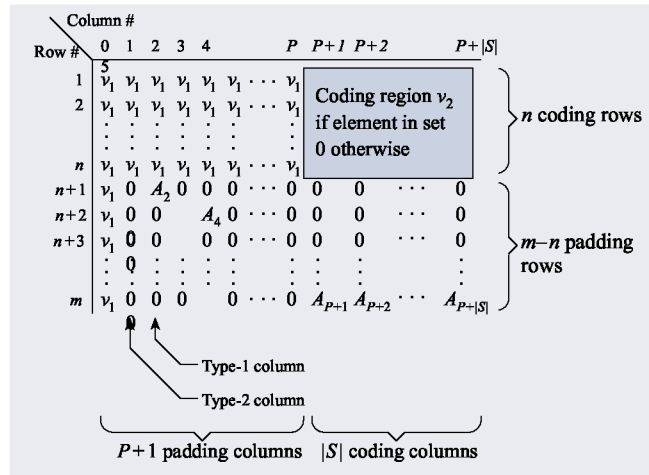 Column #
Row # 0 1 2 3 4 P P+1 P+2 P+|S|
5
1 v₁ v₁ v₁ v₁ v₁ v₁ ··· v₁
2 v₁ v₁ v₁ v₁ v₁ v₁ ··· v₁
Coding region v₂
if element in set
0 otherwise
n coding rows
: : : : : : :
n v₁ v₁ v₁ v₁ v₁ v₁ ··· v₁
n+1 v₁ 0 A₂ 0 0 0 ··· 0 0 0 ··· 0
n+2 v₁ 0 0 A₄ 0 ··· 0 0 0 ··· 0
n+3 v₁ 0 0 0 0 ··· 0 0 0 ··· 0
0
m–n padding
rows
: : : : : : : : : :
m v₁ 0 0 0 0 ··· 0 A_{P+1} A_{P+2} ··· A_{P+|S|}
0
Type-1 column
Type-2 column
P+1 padding columns |S| coding columns